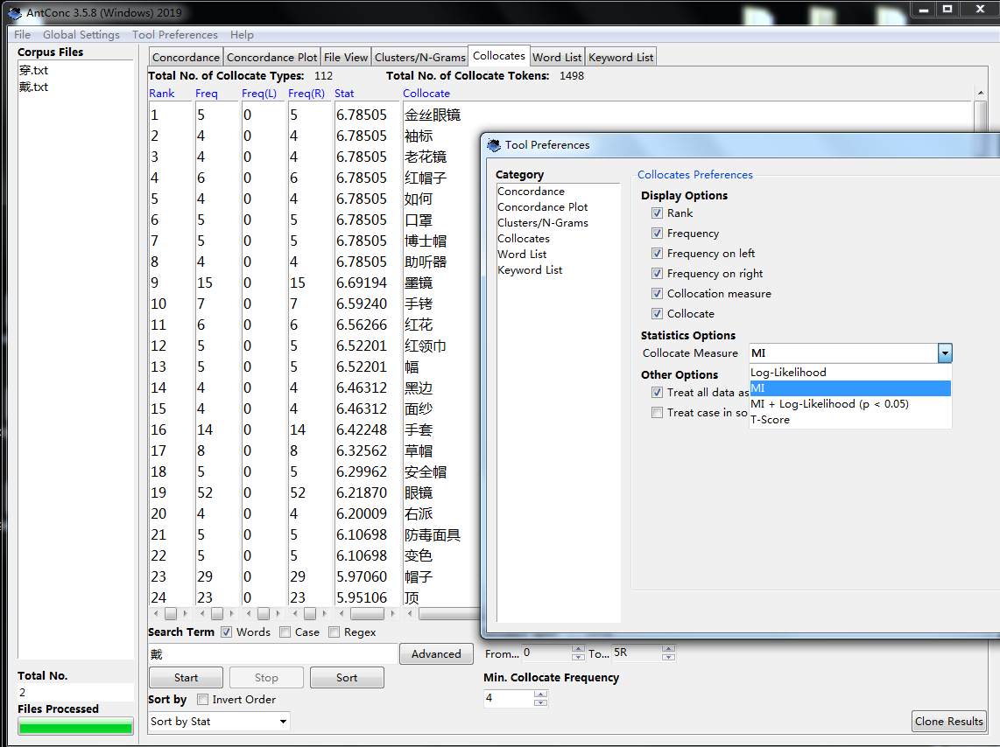 AntConc 3.5.8 (Windows) 2019
File Global Settings Tool Preferences Help
Corpus Files
穿.txt
戴.txt
Concordance Concordance Plot File View Clusters/N-Grams Collocates Word List Keyword List
Total No. of Collocate Types: 112 Total No. of Collocate Tokens: 1498
Rank Freq Freq(L) Freq(R) Stat Collocate
1 5 0 5 6.78505 金丝眼镜
2 4 0 4 6.78505 袖标
3 4 0 4 6.78505 老花镜
4 6 0 6 6.78505 红帽子
5 4 0 4 6.78505 如何
6 5 0 5 6.78505 口罩
7 5 0 5 6.78505 博士帽
8 4 0 4 6.78505 助听器
9 15 0 15 6.69194 墨镜
10 7 0 7 6.59240 手铐
11 6 0 6 6.56266 红花
12 5 0 5 6.52201 红领巾
13 5 0 5 6.52201 幅
14 4 0 4 6.46312 黑边
15 4 0 4 6.46312 面纱
16 14 0 14 6.42248 手套
17 8 0 8 6.32562 草帽
18 5 0 5 6.29962 安全帽
19 52 0 52 6.21870 眼镜
20 4 0 4 6.20009 右派
21 5 0 5 6.10698 防毒面具
22 5 0 5 6.10698 变色
23 29 0 29 5.97060 帽子
24 23 0 23 5.95106 顶
Tool Preferences
Category
Concordance
Concordance Plot
Clusters/N-Grams
Collocates
Word List
Keyword List
Collocates Preferences
Display Options
Rank
Frequency
Frequency on left
Frequency on right
Collocation measure
Collocate
Statistics Options
Collocate Measure MI
Log-Likelihood
MI
MI + Log-Likelihood (p < 0.05)
T-Score
Other Options
Treat all data as
Treat case in so
Search Term Words Case Regex
戴 Advanced
From... 0 To... 5R
Start Stop Sort
Min. Collocate Frequency
4
Sort by Invert Order
Sort by Stat
Clone Results
Total No.
2
Files Processed